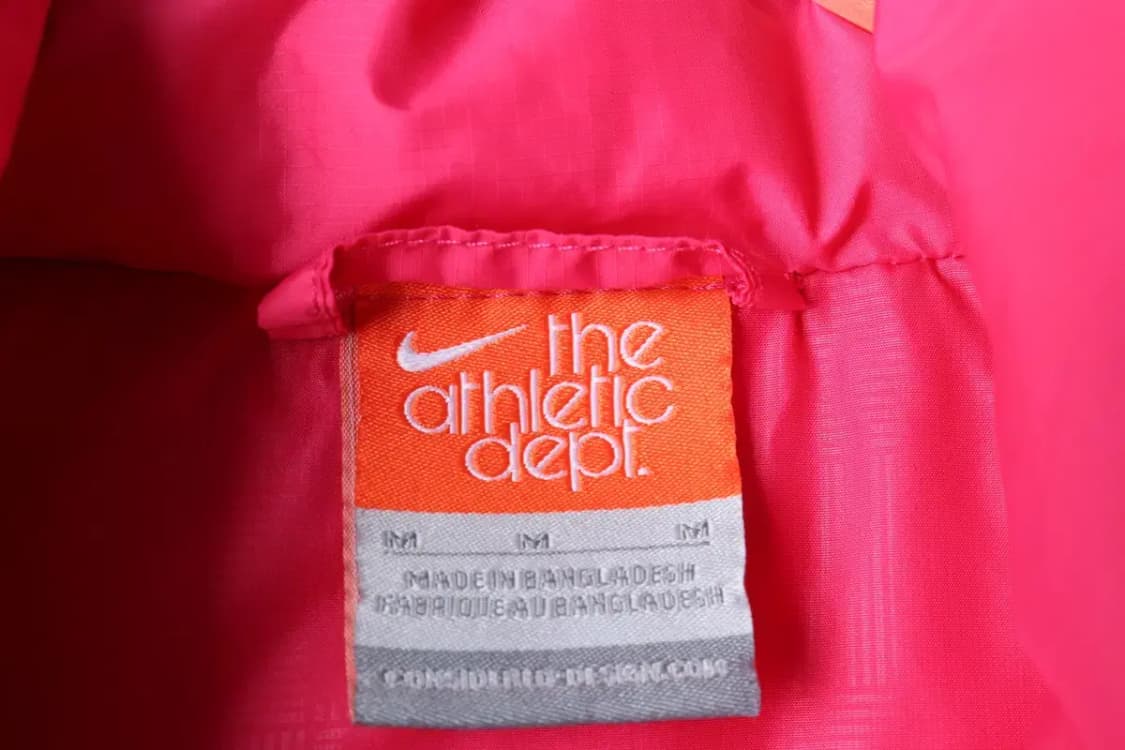 the
athletic
dept.
M M M
MADE IN BANGLADESH
FABRIQUE AU BANGLADESH
CONSIDERED-DESIGN.COM